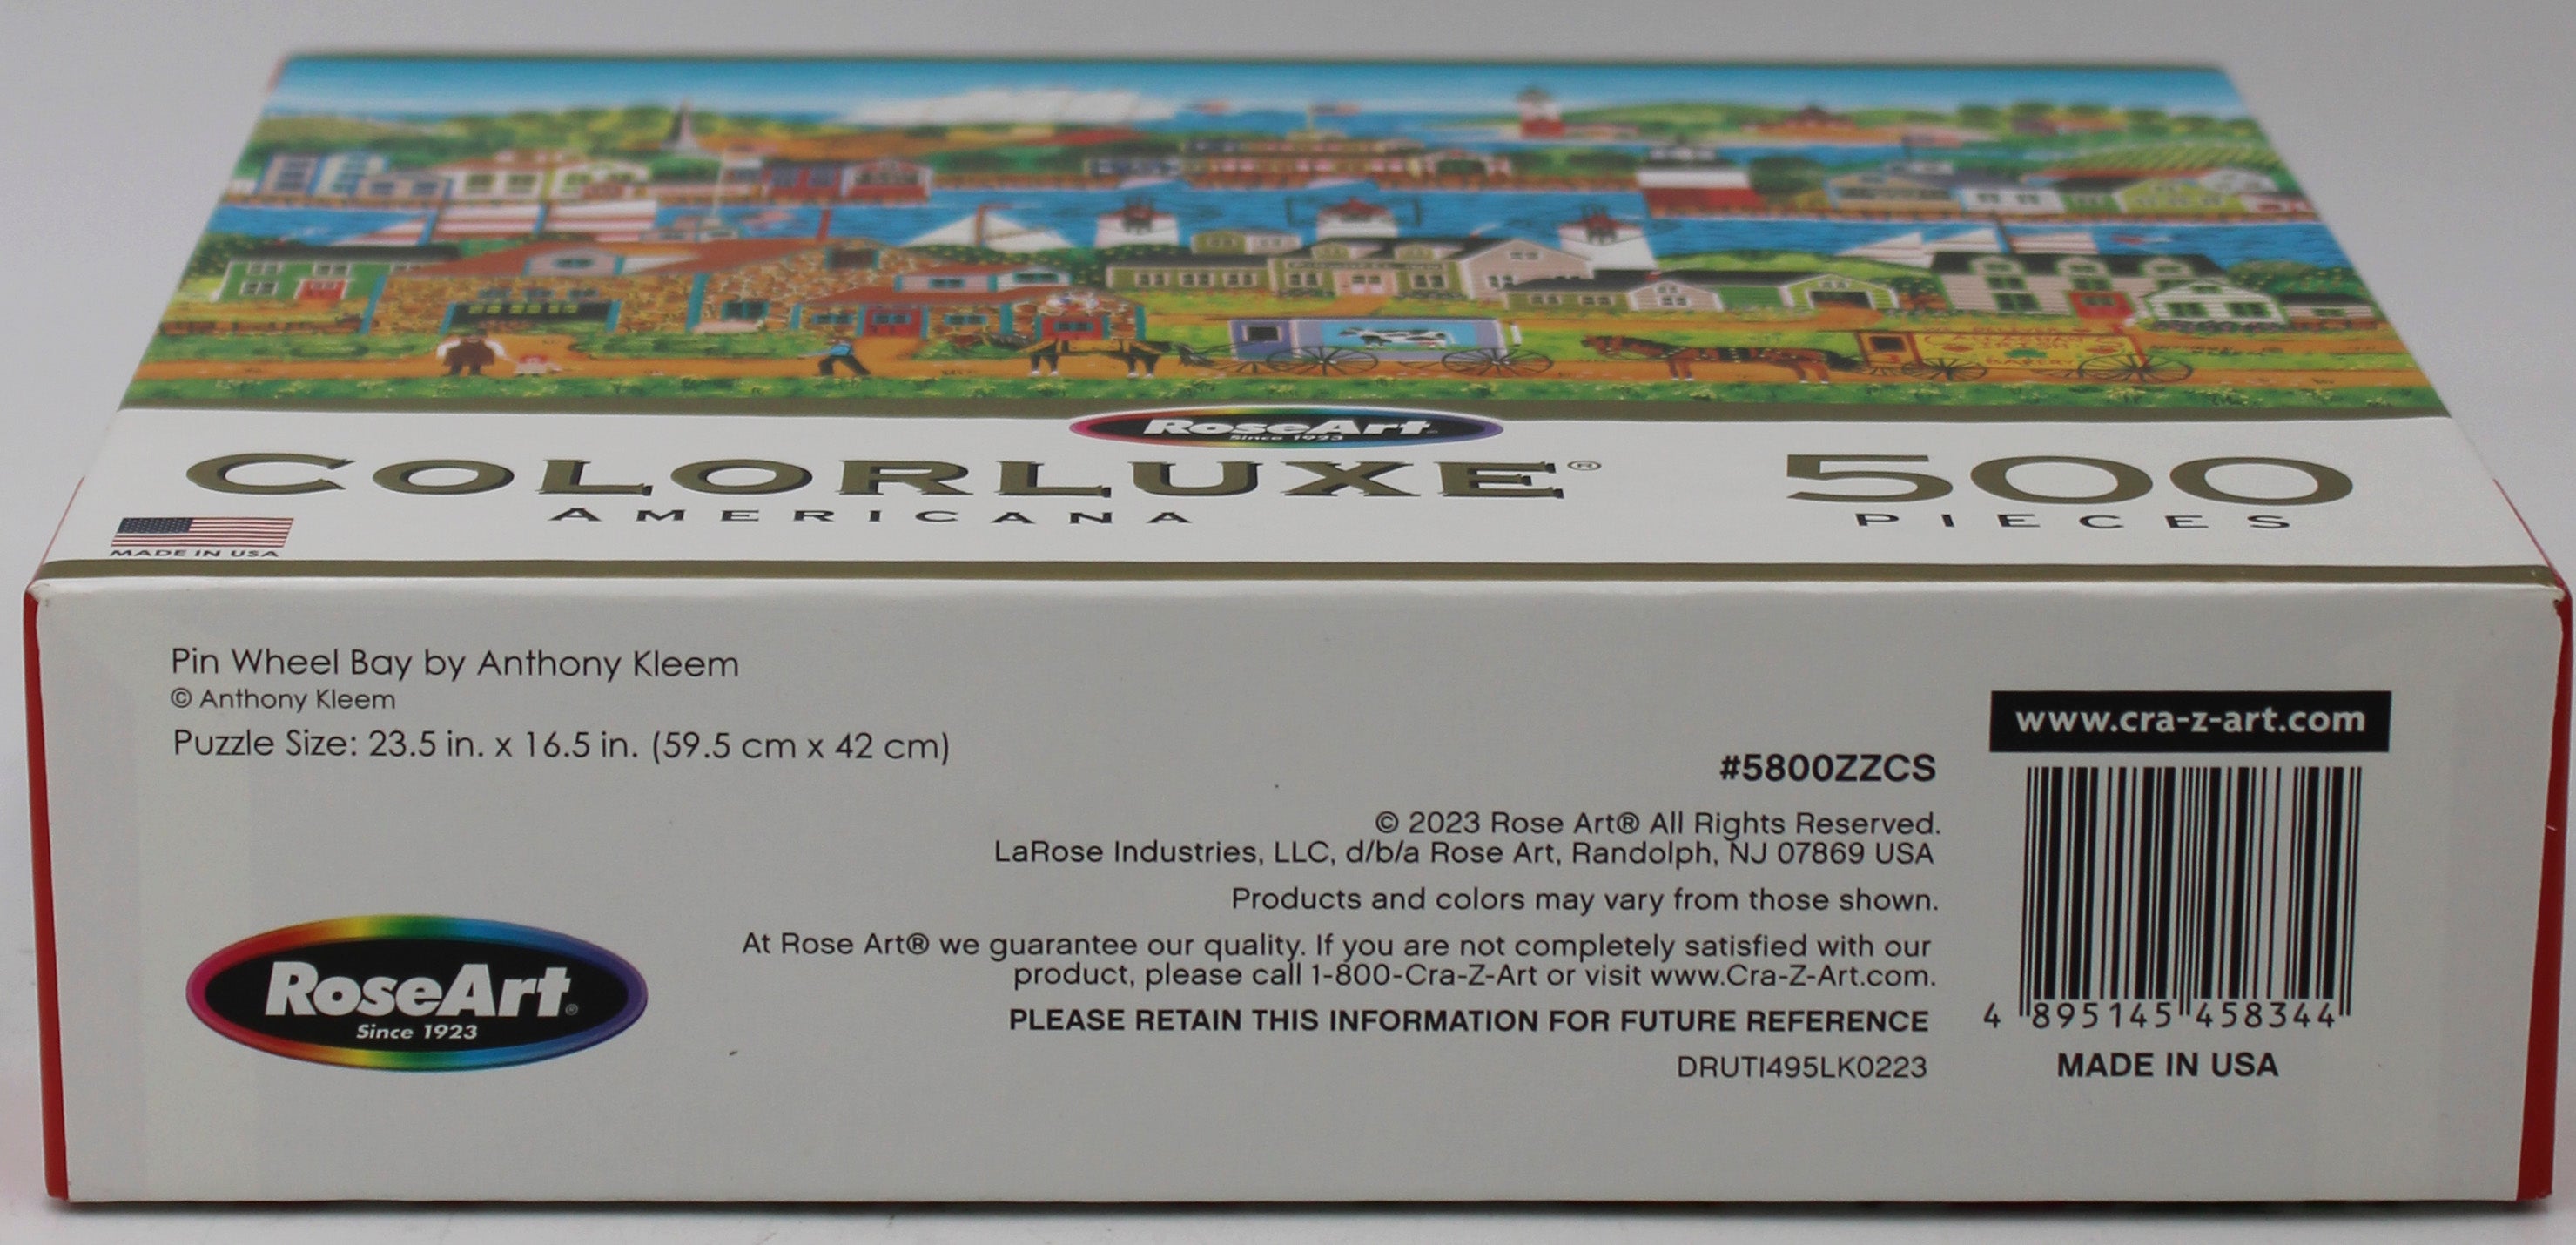 RoseArt
Since 1923
COLORLUXE®
AMERICANA
500
PIECES
MADE IN USA
Pin Wheel Bay by Anthony Kleem
© Anthony Kleem
Puzzle Size: 23.5 in. x 16.5 in. (59.5 cm x 42 cm)
RoseArt®
Since 1923
#5800ZZCS
© 2023 Rose Art® All Rights Reserved.
LaRose Industries, LLC, d/b/a Rose Art, Randolph, NJ 07869 USA
Products and colors may vary from those shown.
At Rose Art® we guarantee our quality. If you are not completely satisfied with our
product, please call 1-800-Cra-Z-Art or visit www.Cra-Z-Art.com.
PLEASE RETAIN THIS INFORMATION FOR FUTURE REFERENCE
DRUTI495LK0223
www.cra-z-art.com
4 895145 458344
MADE IN USA